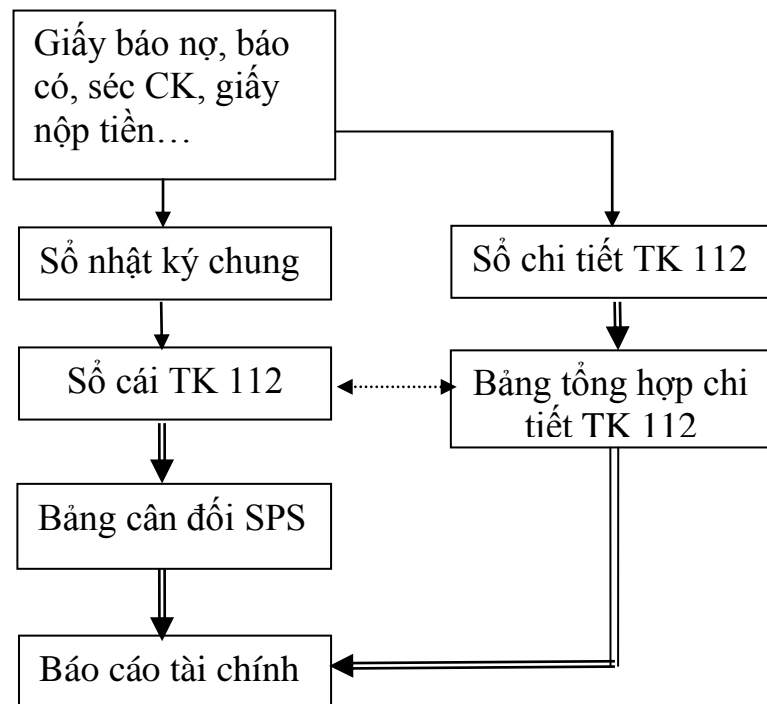 Giấy báo nợ, báo
có, séc CK, giấy
nộp tiền…
Sổ nhật ký chung
Sổ chi tiết TK 112
Sổ cái TK 112
Bảng tổng hợp chi
tiết TK 112
Bảng cân đối SPS
Báo cáo tài chính